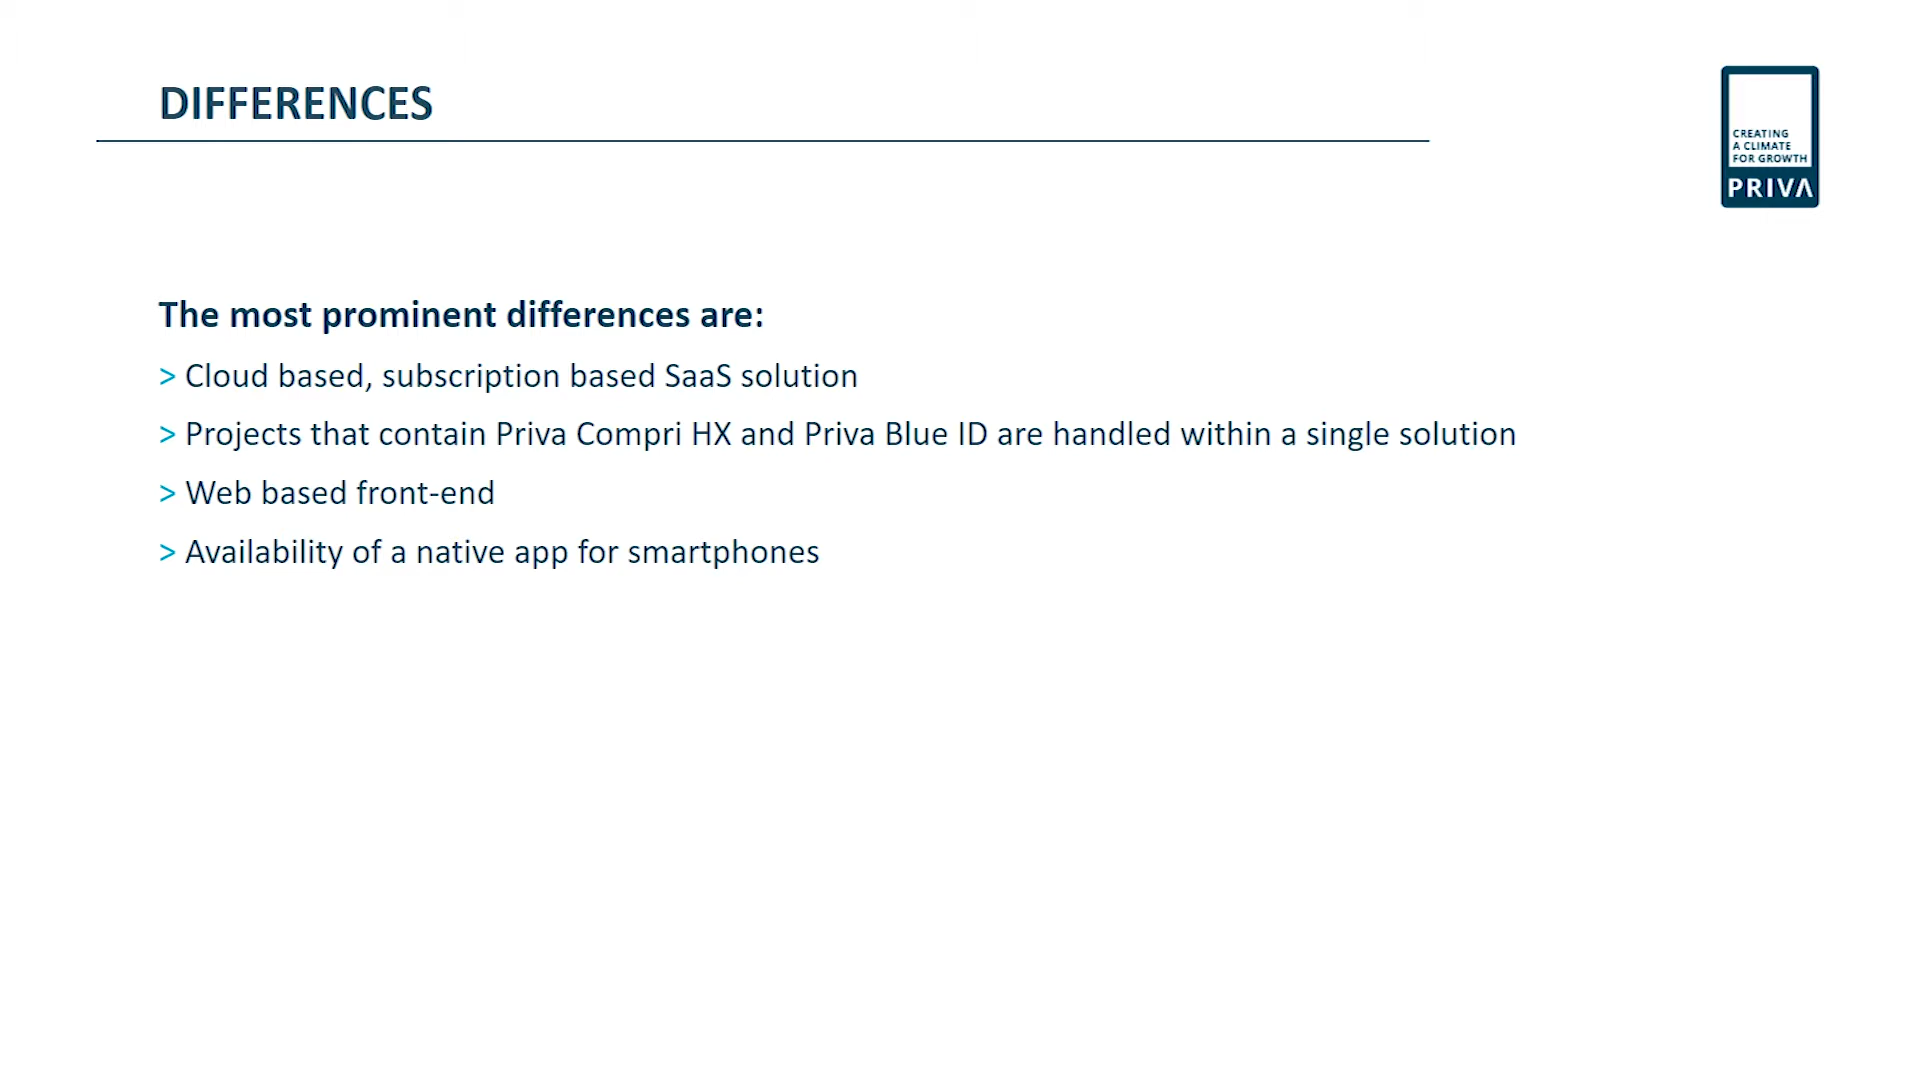 DIFFERENCES
CREATING
A CLIMATE
FOR GROWTH
PRIVA
The most prominent differences are:
> Cloud based, subscription based SaaS solution
> Projects that contain Priva Compri HX and Priva Blue ID are handled within a single solution
> Web based front-end
> Availability of a native app for smartphones